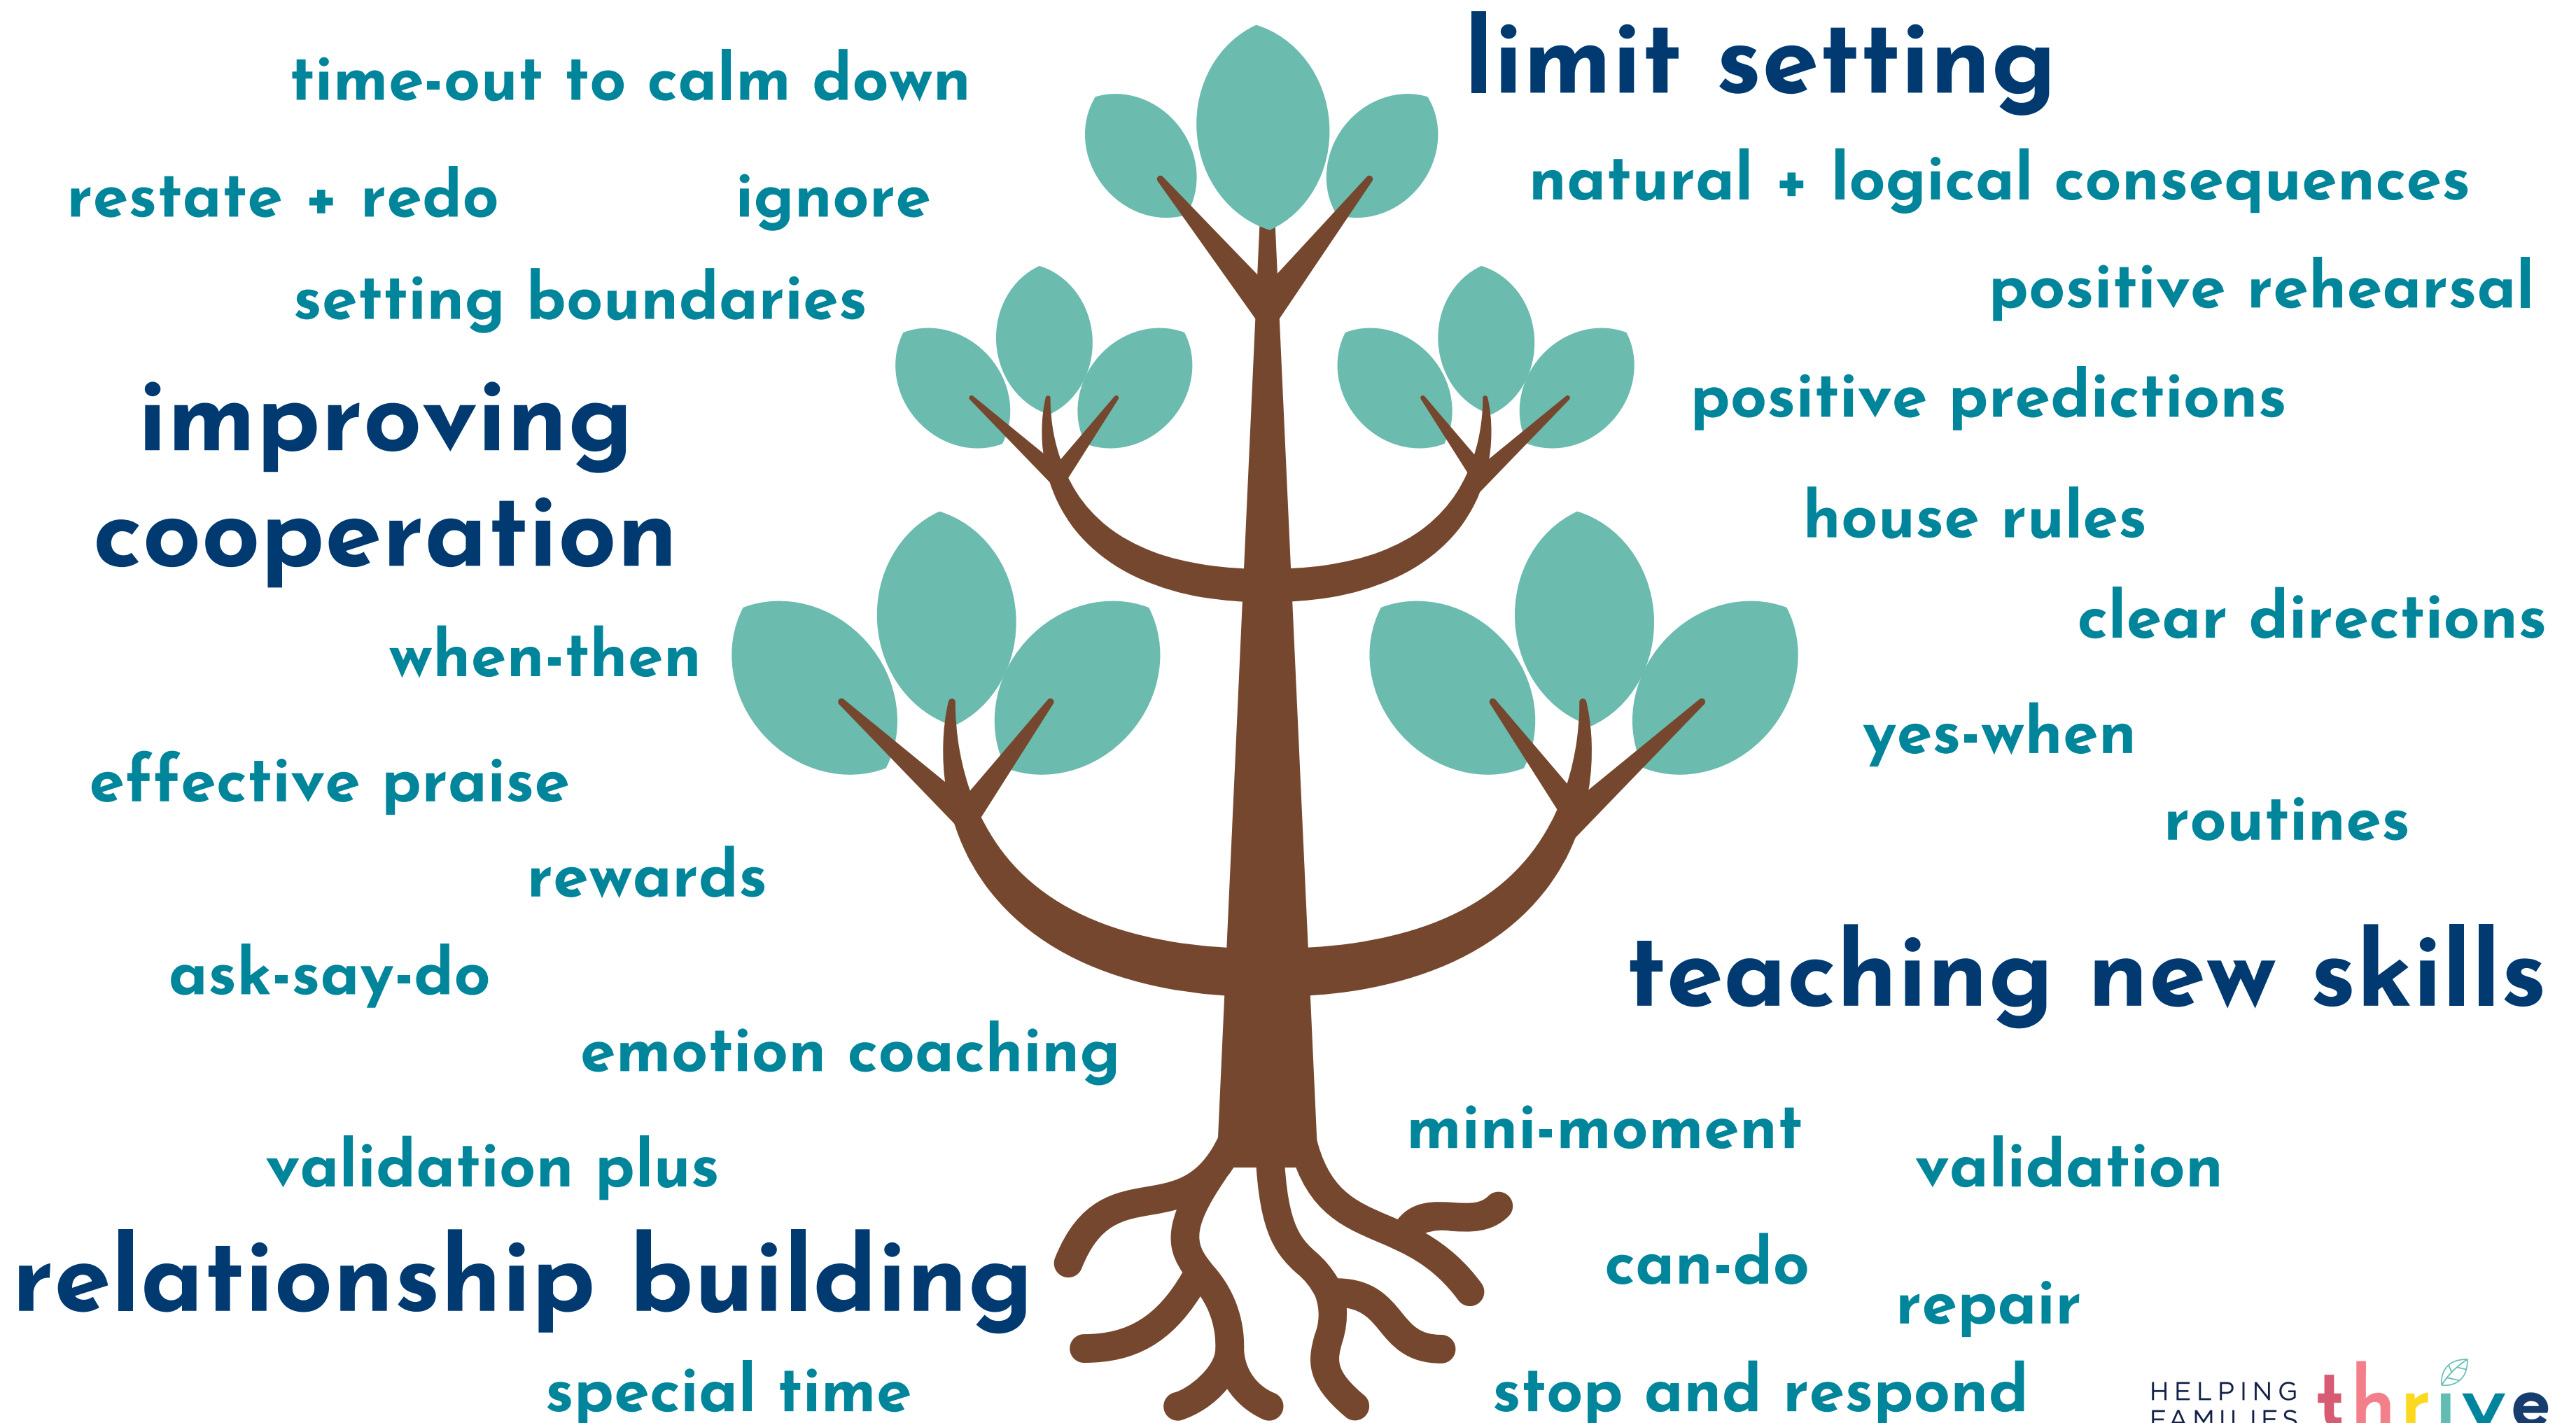 limit setting
time-out to calm down
natural + logical consequences
restate + redo
ignore
positive rehearsal
setting boundaries
positive predictions
improving
cooperation
house rules
clear directions
when-then
yes-when
effective praise
routines
rewards
ask-say-do
teaching new skills
emotion coaching
mini-moment
validation plus
validation
relationship building
can-do
repair
special time
stop and respond
HELPING
FAMILIES
thrive